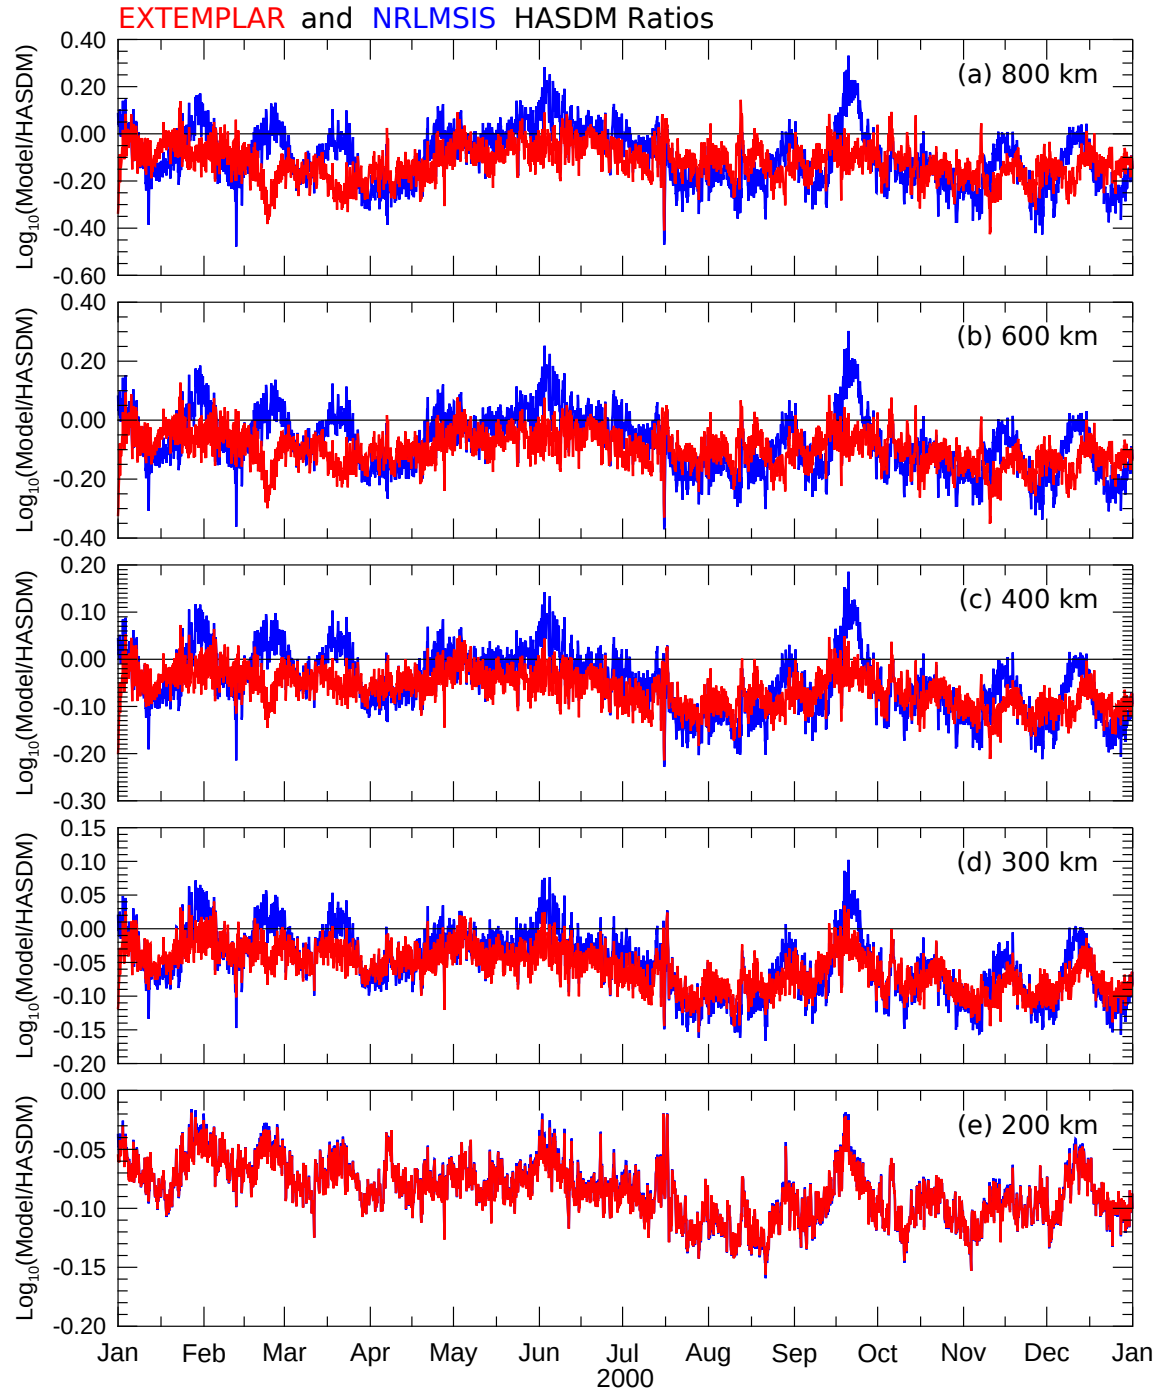 EXTEMPLAR and NRLMSIS HASDM Ratios
(a) 800 km
Log₁₀(Model/HASDM)
0.40
0.20
0.00
-0.20
-0.40
-0.60
(b) 600 km
Log₁₀(Model/HASDM)
0.40
0.20
0.00
-0.20
-0.40
(c) 400 km
Log₁₀(Model/HASDM)
0.20
0.10
0.00
-0.10
-0.20
-0.30
(d) 300 km
Log₁₀(Model/HASDM)
0.15
0.10
0.05
0.00
-0.05
-0.10
-0.15
-0.20
(e) 200 km
Log₁₀(Model/HASDM)
0.00
-0.05
-0.10
-0.15
-0.20
Jan Feb Mar Apr May Jun Jul Aug Sep Oct Nov Dec Jan
2000